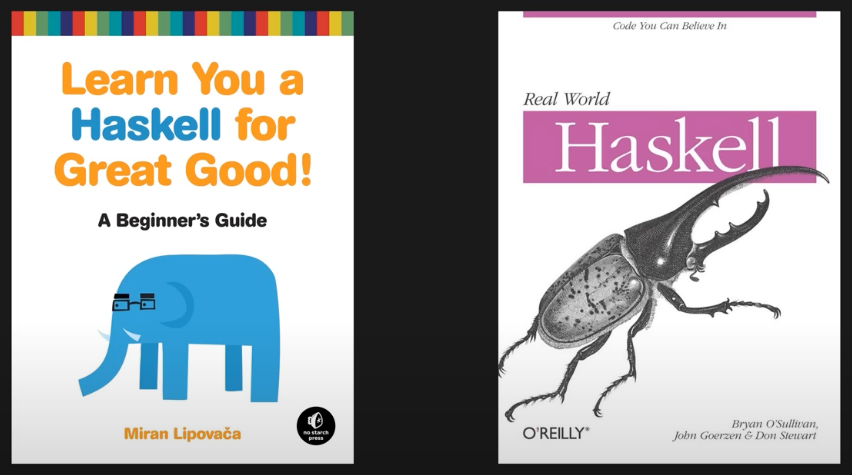 Learn You a
Haskell for
Great Good!
A Beginner's Guide
Miran Lipovača
no starch
press
Code You Can Believe In
Real World
Haskell
O'REILLY®
Bryan O'Sullivan,
John Goerzen & Don Stewart